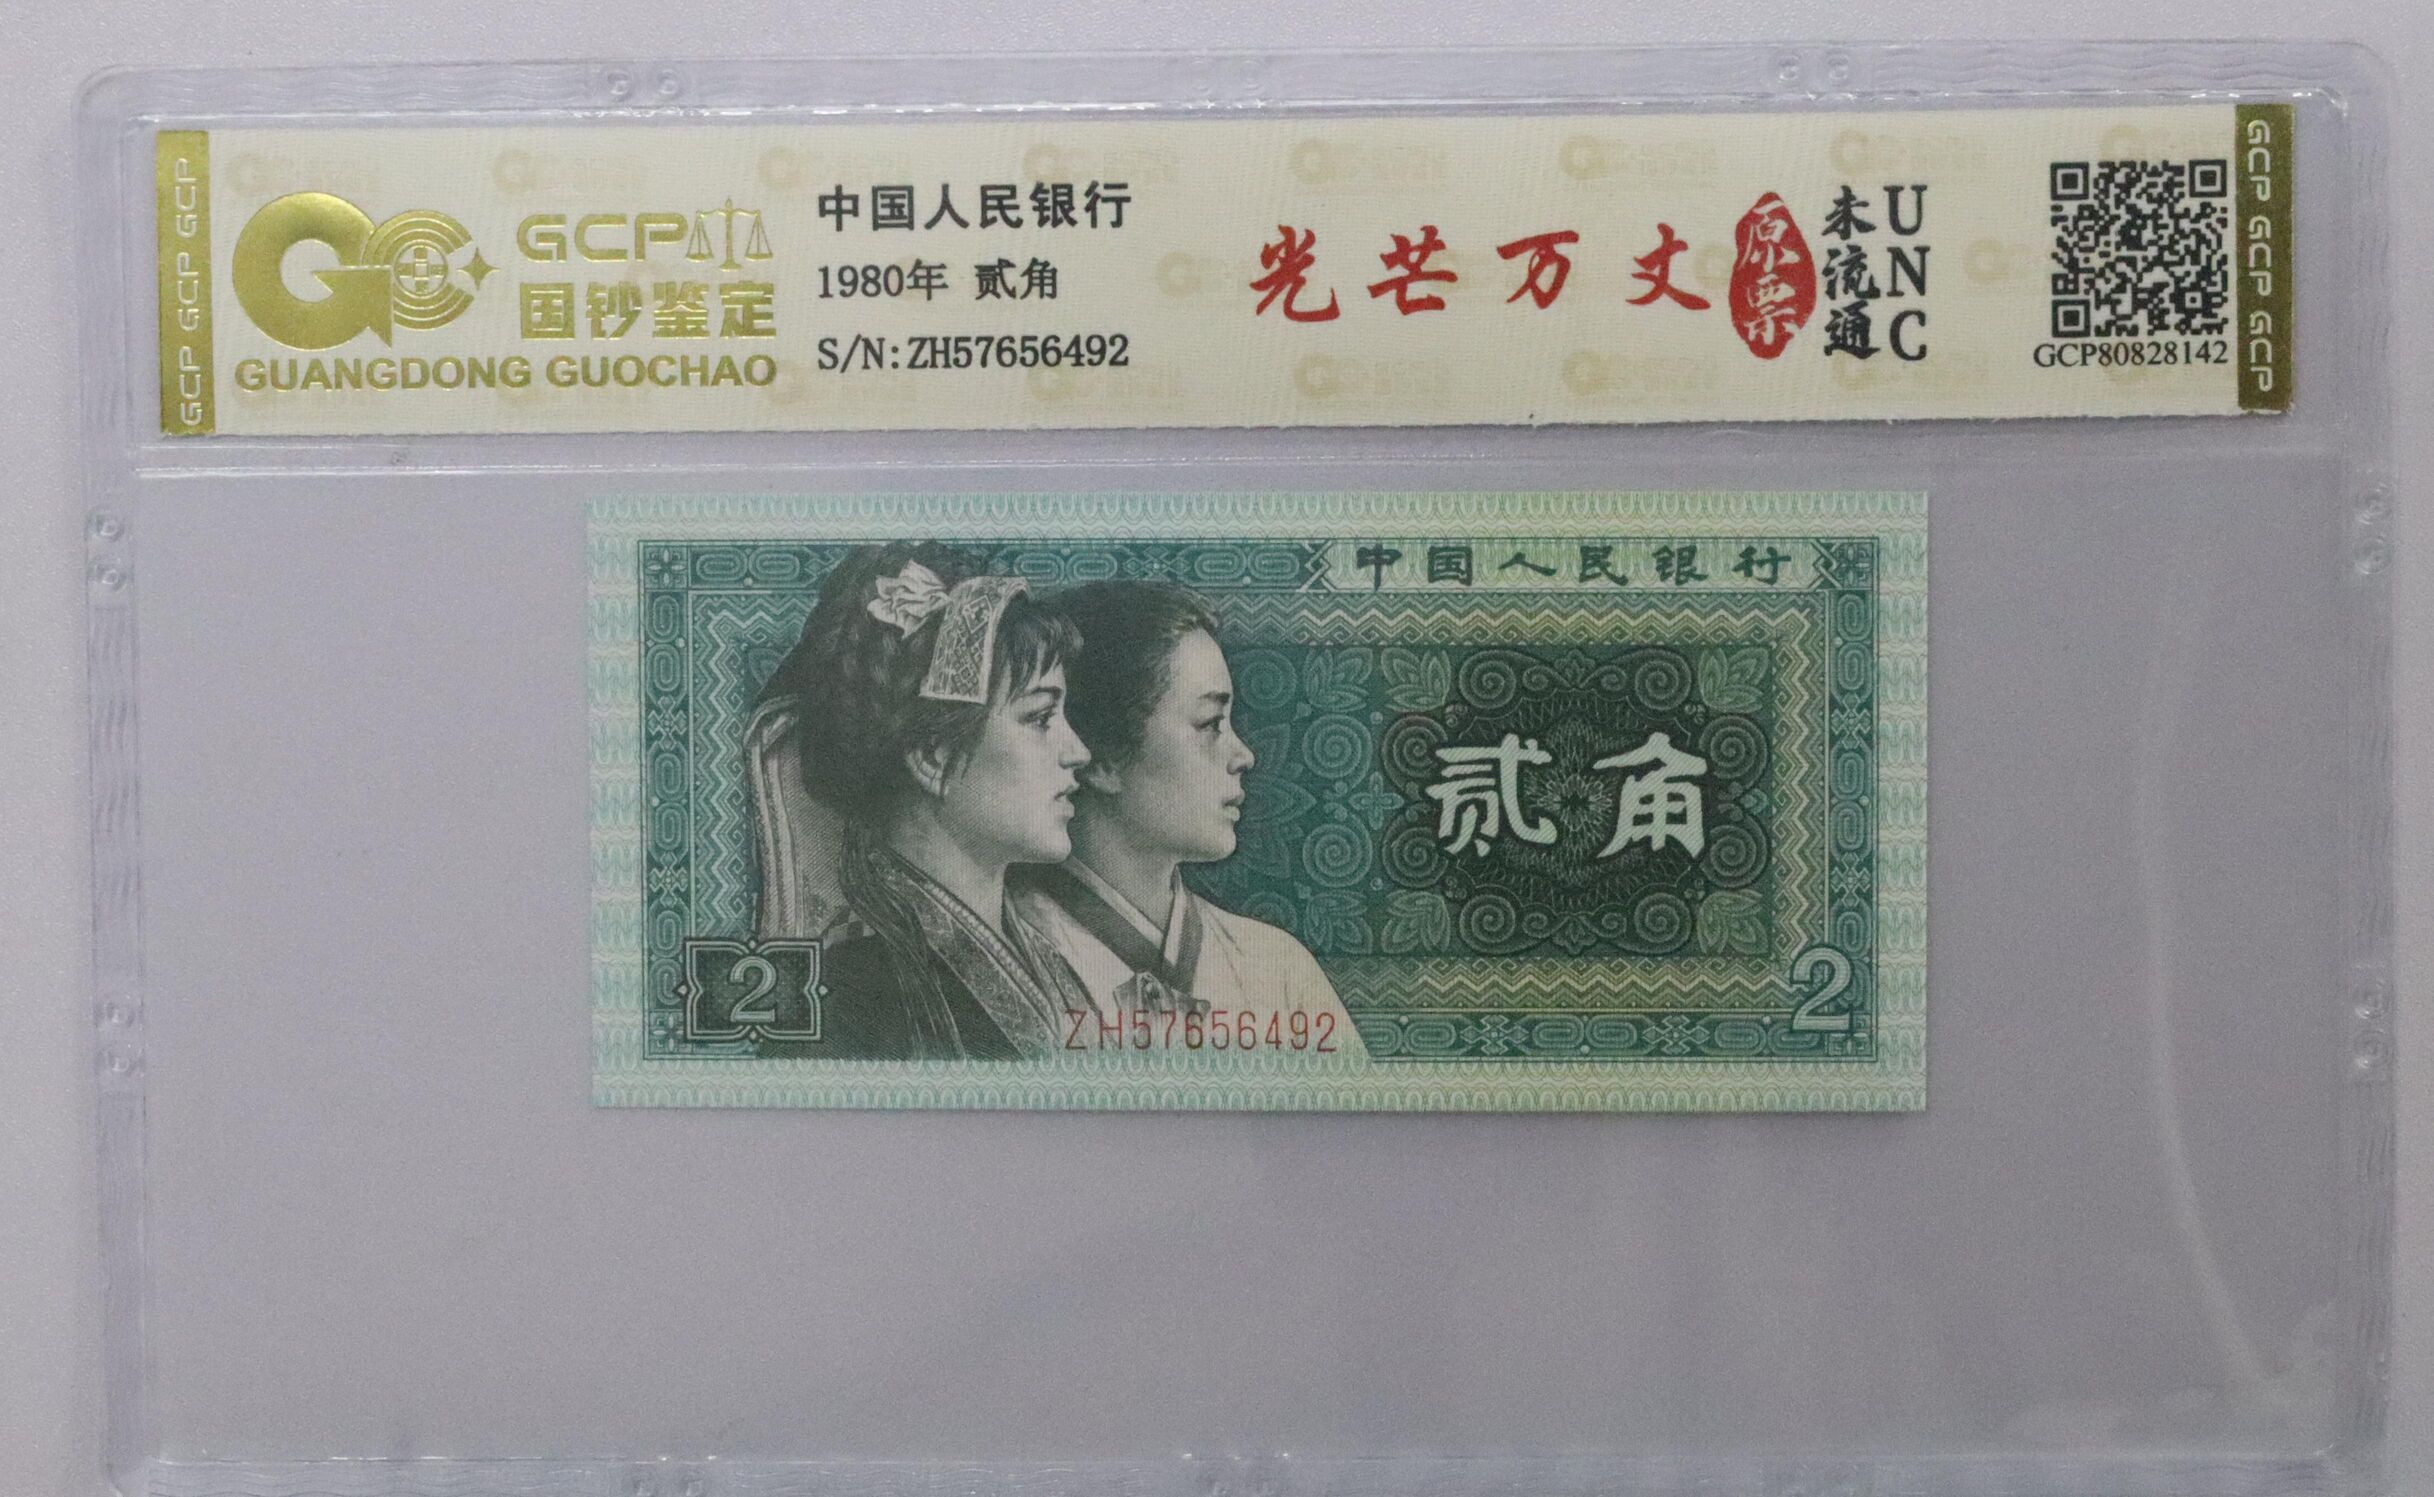 GCP GCP GCP
GCP
国钞鉴定
GUANGDONG GUOCHAO
中国人民银行
1980年 贰角
S/N:ZH57656492
光芒万丈
原票
未流通
UNC
GCP80828142
GCP GCP GCP
中国人民银行
贰角
2
ZH57656492
2